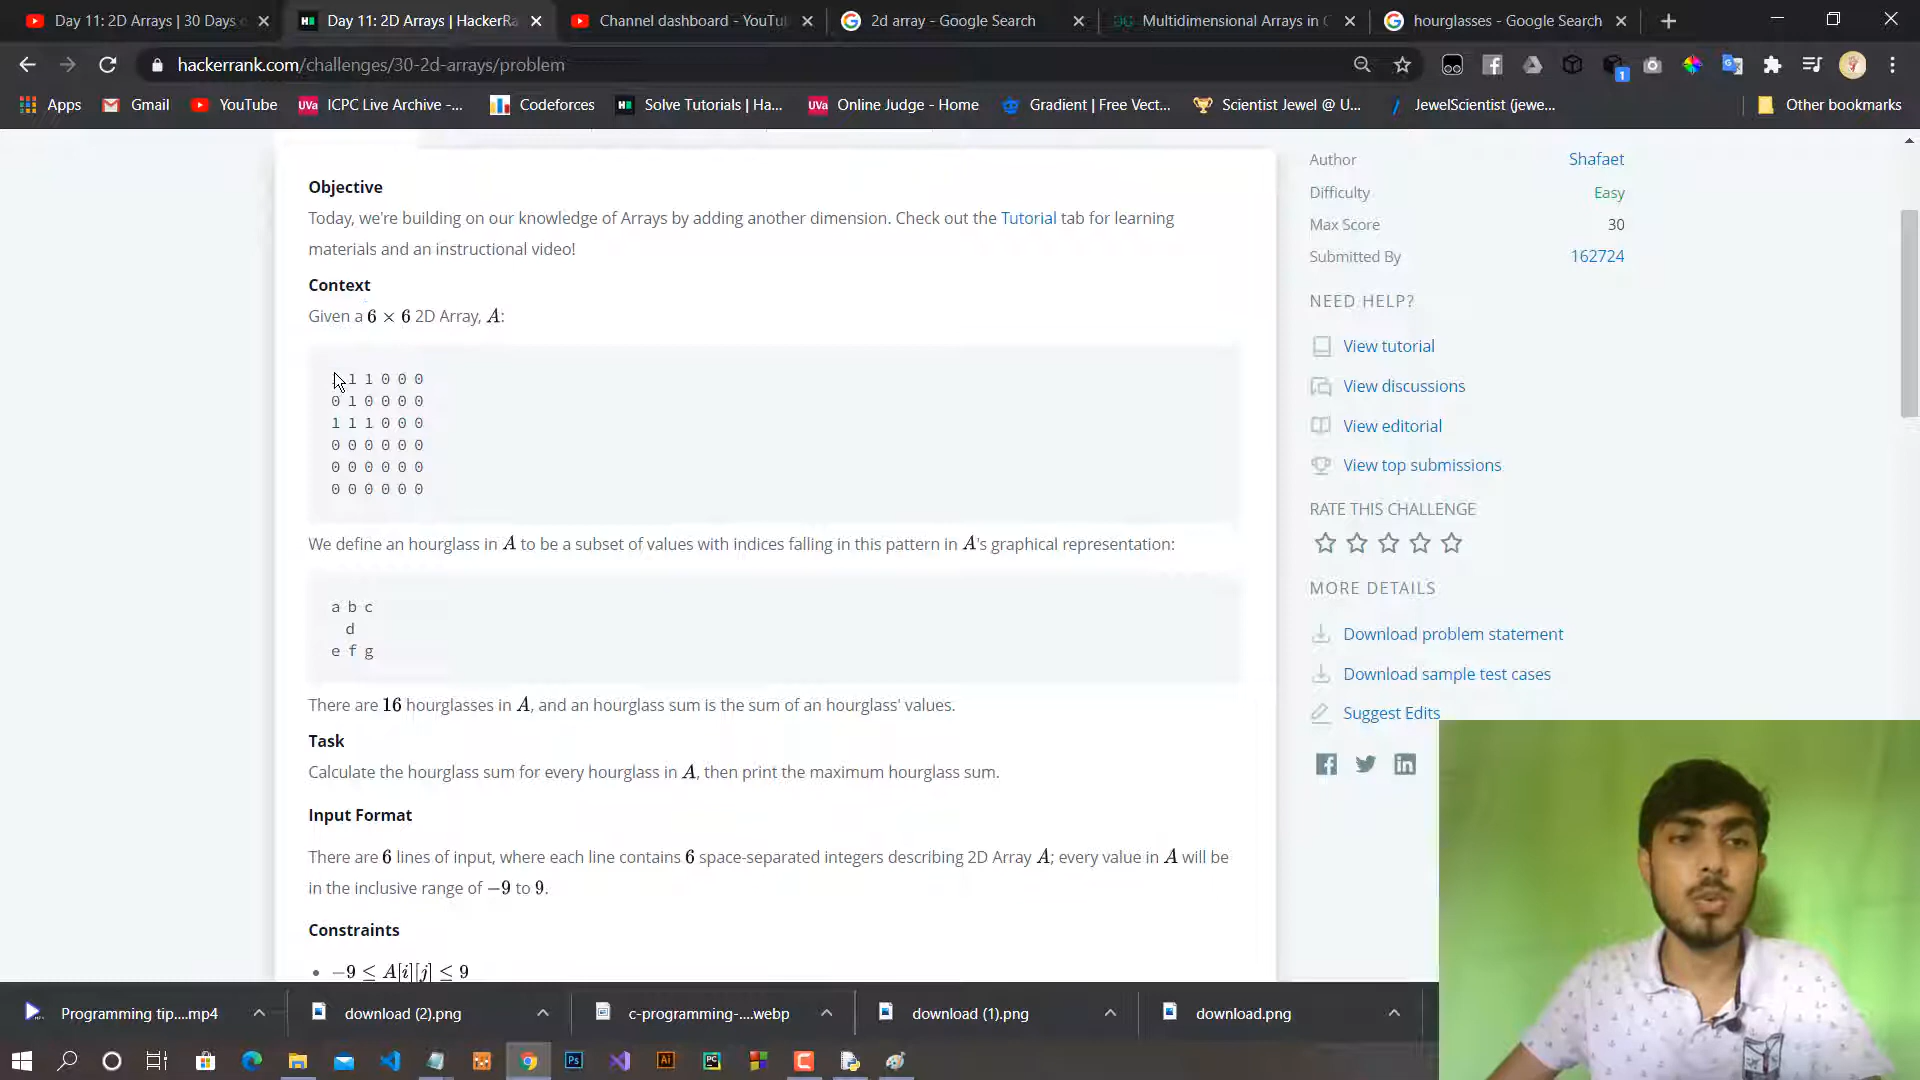 Day 11: 2D Arrays | 30 Days
Day 11: 2D Arrays | HackerRa
Channel dashboard - YouTu
2d array - Google Search
Multidimensional Arrays in
hourglasses - Google Search
hackerrank.com/challenges/30-2d-arrays/problem
Apps
Gmail
YouTube
ICPC Live Archive -...
Codeforces
Solve Tutorials | Ha...
Online Judge - Home
Gradient | Free Vect...
Scientist Jewel @ U...
JewelScientist (jewe...
Other bookmarks
Objective
Today, we're building on our knowledge of Arrays by adding another dimension. Check out the Tutorial tab for learning
materials and an instructional video!
Context
Given a 6 × 6 2D Array, A:
1 1 0 0 0
0 1 0 0 0 0
1 1 1 0 0 0
0 0 0 0 0 0
0 0 0 0 0 0
0 0 0 0 0 0
We define an hourglass in A to be a subset of values with indices falling in this pattern in A's graphical representation:
a b c
d
e f g
There are 16 hourglasses in A, and an hourglass sum is the sum of an hourglass' values.
Task
Calculate the hourglass sum for every hourglass in A, then print the maximum hourglass sum.
Input Format
There are 6 lines of input, where each line contains 6 space-separated integers describing 2D Array A; every value in A will be
in the inclusive range of −9 to 9.
Constraints
• −9 ≤ A[i][j] ≤ 9
Author Shafaet
Difficulty Easy
Max Score 30
Submitted By 162724
NEED HELP?
View tutorial
View discussions
View editorial
View top submissions
RATE THIS CHALLENGE
MORE DETAILS
Download problem statement
Download sample test cases
Suggest Edits
Programming tip....mp4
download (2).png
c-programming-....webp
download (1).png
download.png